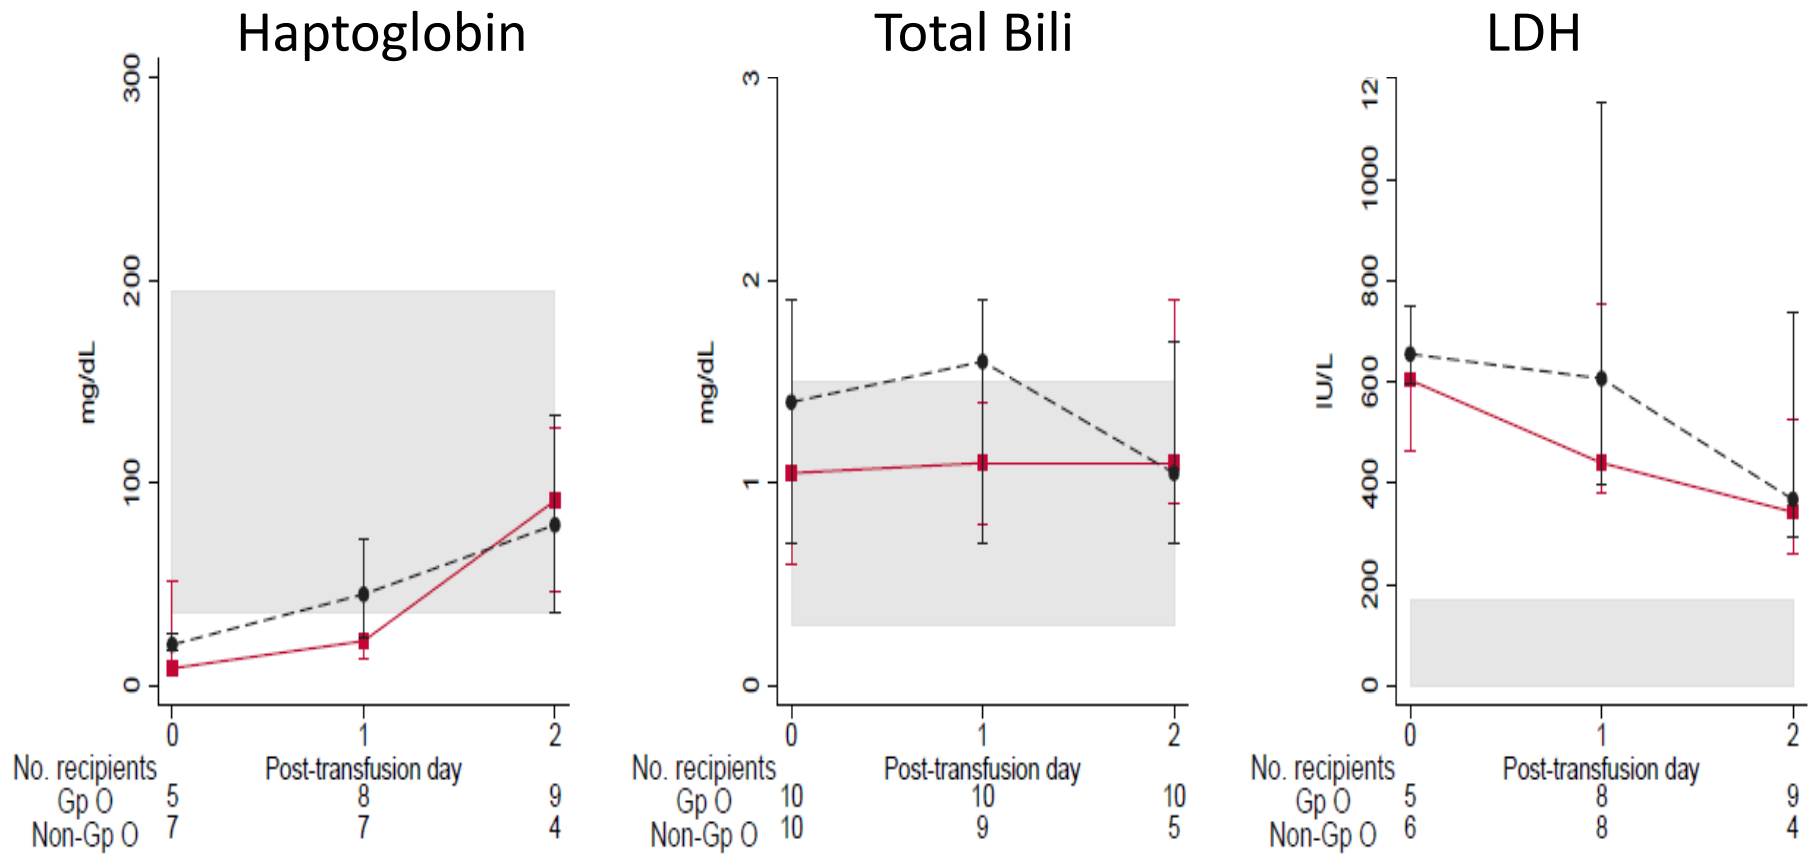 Haptoglobin
300
200
100
0
mg/dL
0 1 2
No. recipients Post-transfusion day
Gp O 5 8 9
Non-Gp O 7 7 4
Total Bili
3
2
1
0
mg/dL
0 1 2
No. recipients Post-transfusion day
Gp O 10 10 10
Non-Gp O 10 9 5
LDH
12
1000
800
600
400
200
0
IU/L
0 1 2
No. recipients Post-transfusion day
Gp O 5 8 9
Non-Gp O 6 8 4